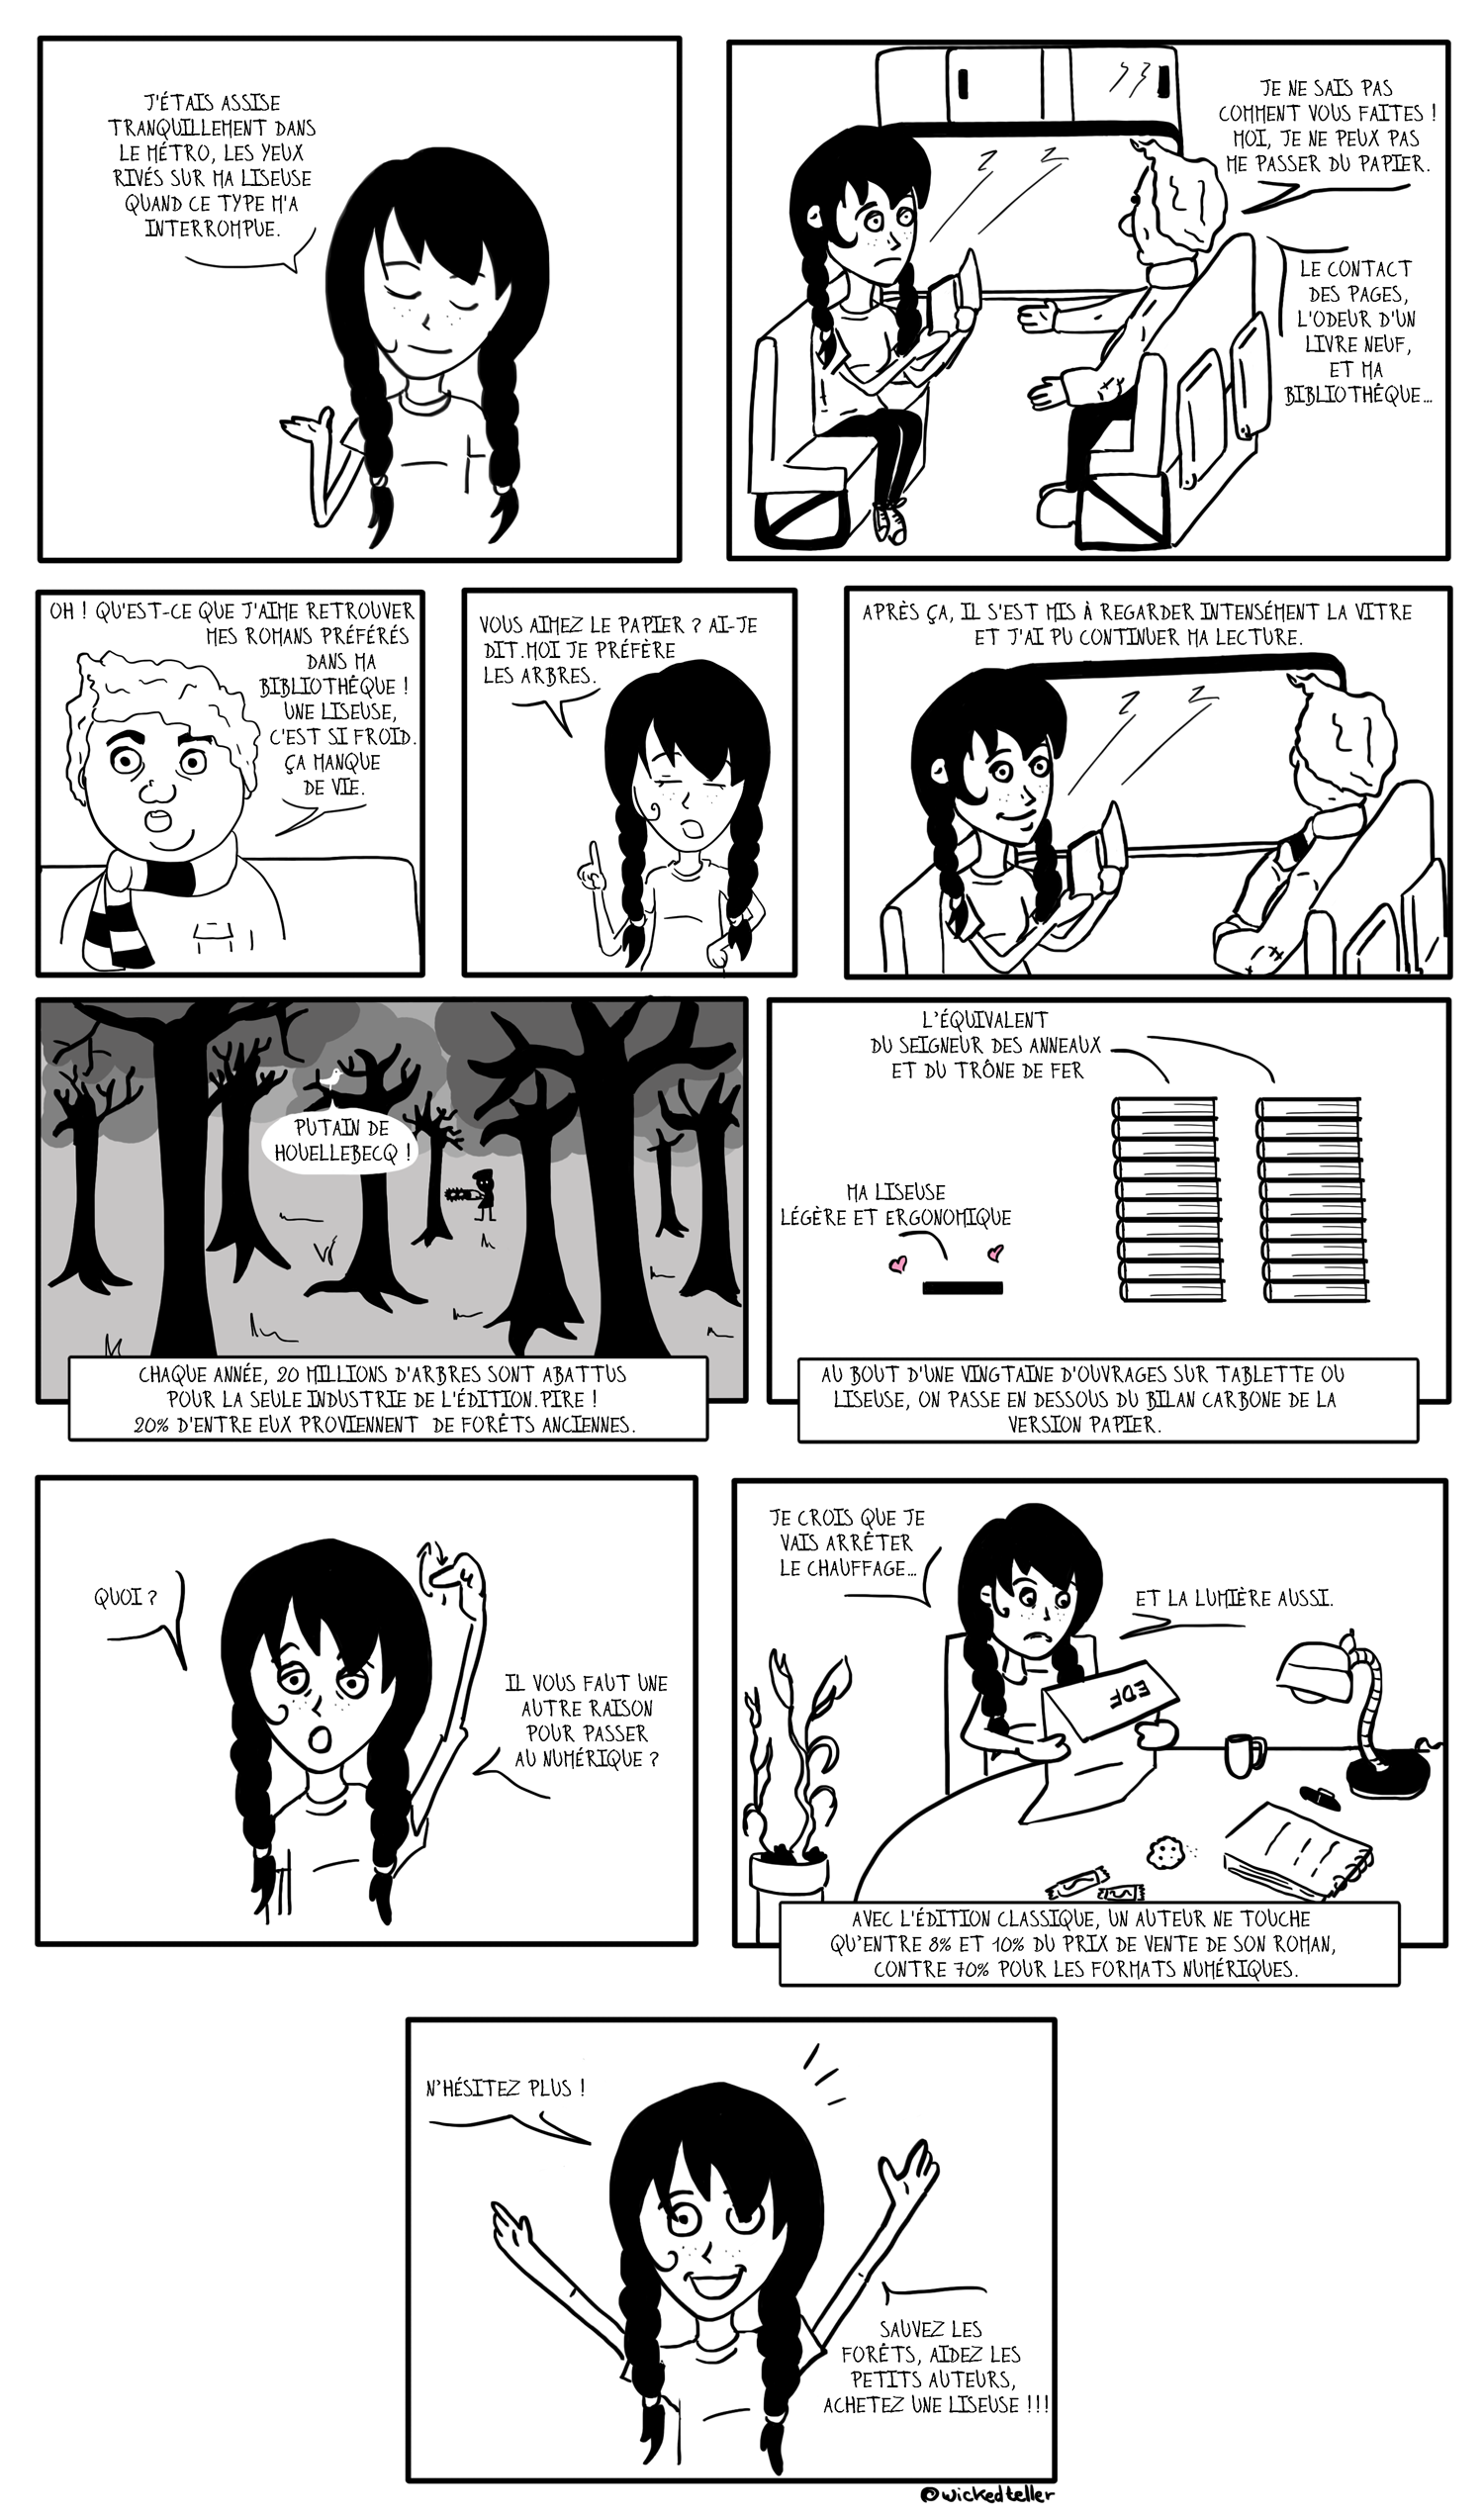 J'ÉTAIS ASSISE
TRANQUILLEMENT DANS
LE MÉTRO, LES YEUX
RIVÉS SUR MA LISEUSE
QUAND CE TYPE M'A
INTERROMPUE.
JE NE SAIS PAS
COMMENT VOUS FAITES !
MOI, JE NE PEUX PAS
ME PASSER DU PAPIER.
LE CONTACT
DES PAGES,
L'ODEUR D'UN
LIVRE NEUF,
ET MA
BIBLIOTHÊQUE...
OH ! QU'EST-CE QUE J'AIME RETROUVER
MES ROMANS PRÉFÉRÉS
DANS MA
BIBLIOTHÊQUE !
UNE LISEUSE,
C'EST SI FROID.
ÇA MANQUE
DE VIE.
VOUS AIMEZ LE PAPIER ? AI-JE
DIT.MOI JE PRÉFÈRE
LES ARBRES.
APRÈS ÇA, IL S'EST MIS À REGARDER INTENSÉMENT LA VITRE
ET J'AI PU CONTINUER MA LECTURE.
PUTAIN DE
HOUELLEBECQ !
CHAQUE ANNÉE, 20 MILLIONS D'ARBRES SONT ABATTUS
POUR LA SEULE INDUSTRIE DE L'ÉDITION.PIRE !
20% D'ENTRE EUX PROVIENNENT DE FORÊTS ANCIENNES.
L'ÉQUIVALENT
DU SEIGNEUR DES ANNEAUX
ET DU TRÔNE DE FER
MA LISEUSE
LÉGÈRE ET ERGONOMIQUE
AU BOUT D'UNE VINGTAINE D'OUVRAGES SUR TABLETTE OU
LISEUSE, ON PASSE EN DESSOUS DU BILAN CARBONE DE LA
VERSION PAPIER.
QUOI ?
IL VOUS FAUT UNE
AUTRE RAISON
POUR PASSER
AU NUMÉRIQUE ?
JE CROIS QUE JE
VAIS ARRÊTER
LE CHAUFFAGE...
ET LA LUMIÈRE AUSSI.
EDF
AVEC L'ÉDITION CLASSIQUE, UN AUTEUR NE TOUCHE
QU'ENTRE 8% ET 10% DU PRIX DE VENTE DE SON ROMAN,
CONTRE 70% POUR LES FORMATS NUMÉRIQUES.
N'HÉSITEZ PLUS !
SAUVEZ LES
FORÊTS, AIDEZ LES
PETITS AUTEURS,
ACHETEZ UNE LISEUSE !!!
@wickedteller